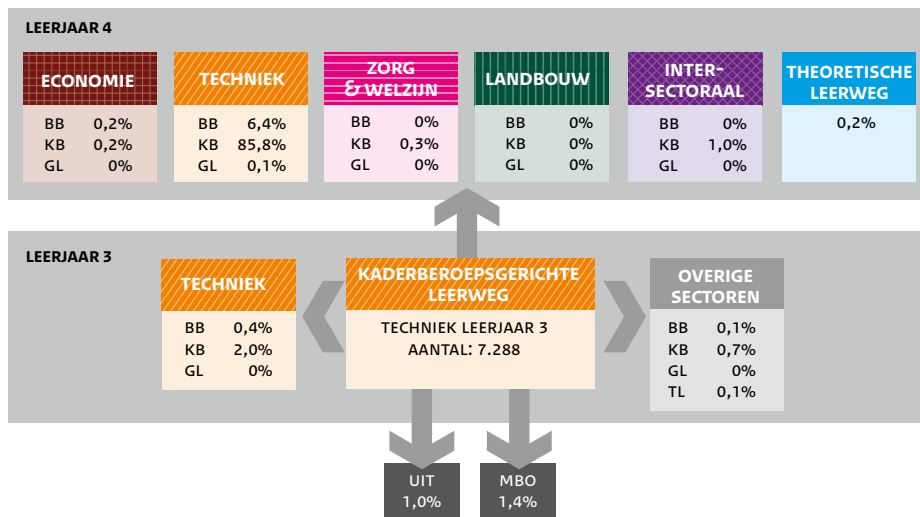 LEERJAAR 4
ECONOMIE
BB 0,2%
KB 0,2%
GL 0%
TECHNIEK
BB 6,4%
KB 85,8%
GL 0,1%
ZORG
& WELZIJN
BB 0%
KB 0,3%
GL 0%
LANDBOUW
BB 0%
KB 0%
GL 0%
INTER-
SECTORAAL
BB 0%
KB 1,0%
GL 0%
THEORETISCHE
LEERWEG
0,2%
LEERJAAR 3
TECHNIEK
BB 0,4%
KB 2,0%
GL 0%
KADERBEROEPSGERICHTE
LEERWEG
TECHNIEK LEERJAAR 3
AANTAL: 7.288
OVERIGE
SECTOREN
BB 0,1%
KB 0,7%
GL 0%
TL 0,1%
UIT
1,0%
MBO
1,4%